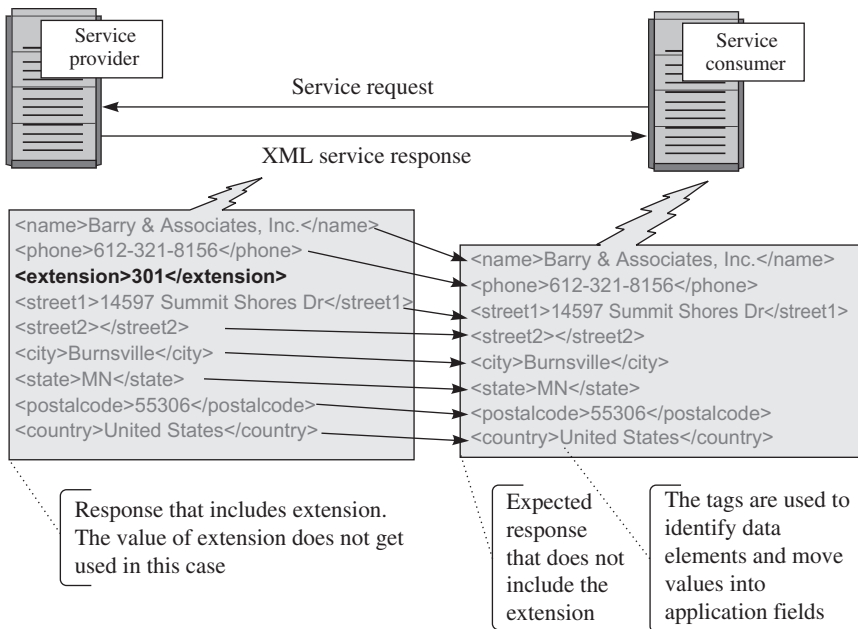 Service
provider
Service
consumer
Service request
XML service response
<name>Barry & Associates, Inc.</name>
<phone>612-321-8156</phone>
<extension>301</extension>
<street1>14597 Summit Shores Dr</street1>
<street2></street2>
<city>Burnsville</city>
<state>MN</state>
<postalcode>55306</postalcode>
<country>United States</country>
<name>Barry & Associates, Inc.</name>
<phone>612-321-8156</phone>
<street1>14597 Summit Shores Dr</street1>
<street2></street2>
<city>Burnsville</city>
<state>MN</state>
<postalcode>55306</postalcode>
<country>United States</country>
Response that includes extension.
The value of extension does not get
used in this case
Expected
response
that does not
include the
extension
The tags are used to
identify data
elements and move
values into
application fields